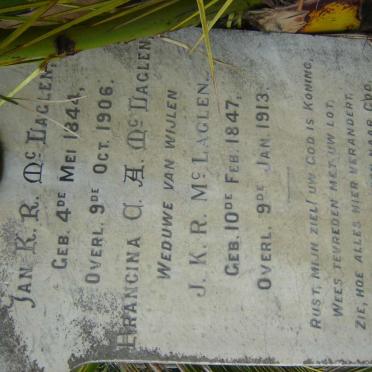 JAN K. R. McLAGLEN
GEB. 4DE MEI 1844,
OVERL. 9DE OCT. 1906.
FRANCINA C. A. McLAGLEN
WEDUWE VAN WIJLEN
J. K. R. McLAGLEN.
GEB. 10DE FEB. 1847,
OVERL. 9DE JAN. 1913.
RUST, MIJN ZIEL! UW GOD IS KONING,
WEES TEVREDEN MET UW LOT,
ZIE, HOE ALLES HIER VERANDERT,
NAAR GOD